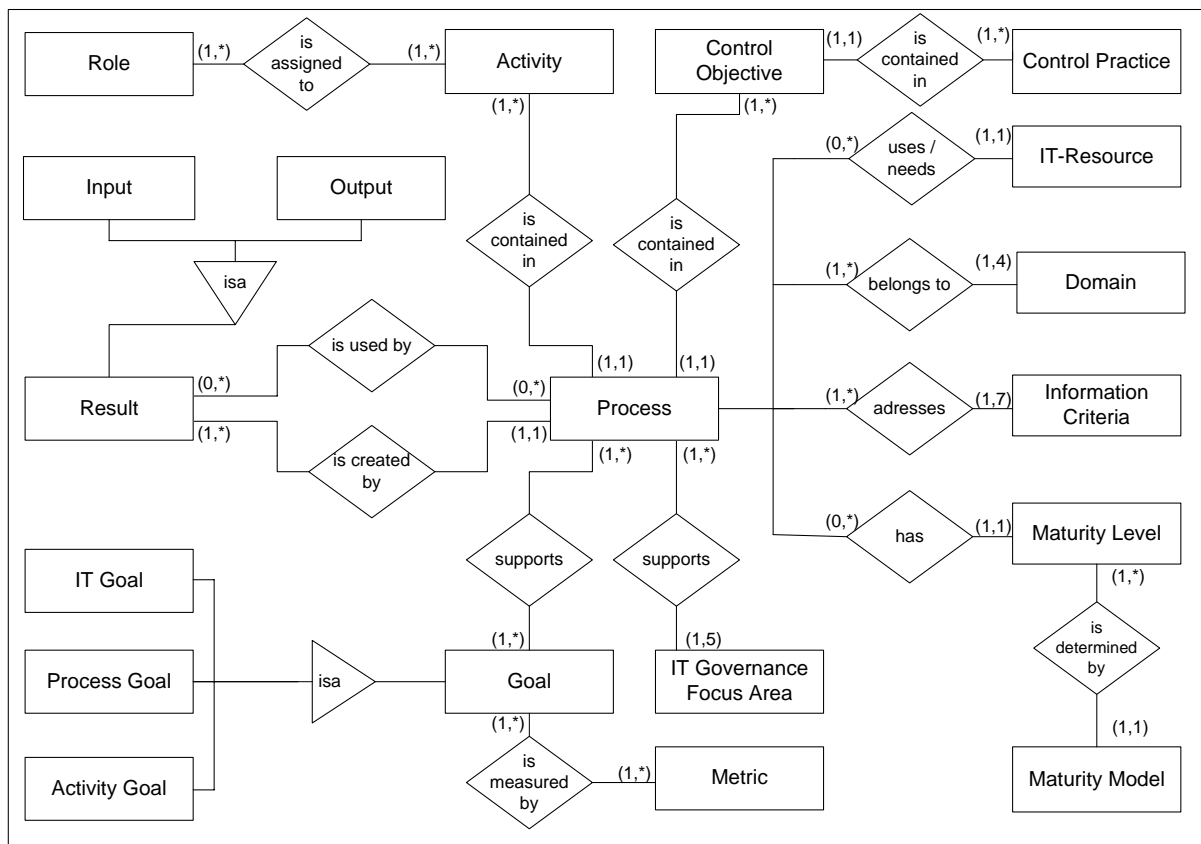 Role
(1,*)
is
assigned
to
(1,*)
Activity
Control
Objective
(1,1)
is
contained
in
(1,*)
Control Practice
(1,*)
(1,*)
(0,*)
uses /
needs
(1,1)
IT-Resource
Input
Output
is
contained
in
is
contained
in
isa
(1,*)
belongs to
(1,4)
Domain
is used by
(1,1)
(1,1)
Result
(0,*)
(0,*)
Process
(1,*)
adresses
(1,7)
Information
Criteria
(1,*)
(1,1)
is created
by
(1,*)
(1,*)
(0,*)
has
(1,1)
Maturity Level
supports
supports
(1,*)
IT Goal
is
determined
by
(1,*)
(1,5)
Process Goal
isa
Goal
IT Governance
Focus Area
(1,*)
(1,1)
Activity Goal
is
measured
by
(1,*)
Metric
Maturity Model